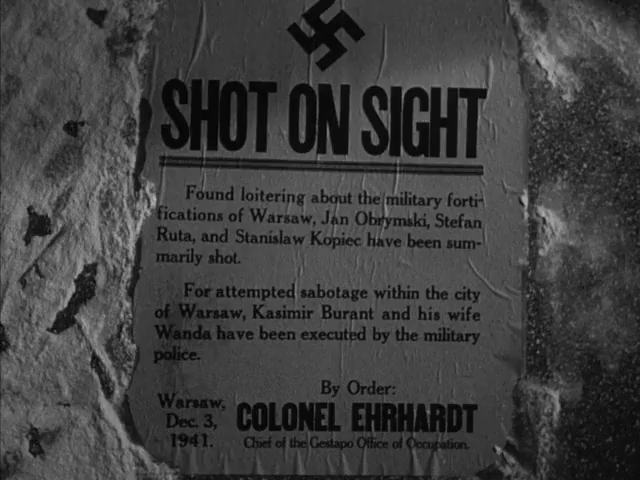 SHOT ON SIGHT
Found loitering about the military forti-
fications of Warsaw, Jan Obrymski, Stefan
Ruta, and Stanislaw Kopiec have been sum-
marily shot.
For attempted sabotage within the city
of Warsaw, Kasimir Burant and his wife
Wanda have been executed by the military
police.
By Order:
Warsaw,
Dec. 3,
1941.
COLONEL EHRHARDT
Chief of the Gestapo Office of Occupation.